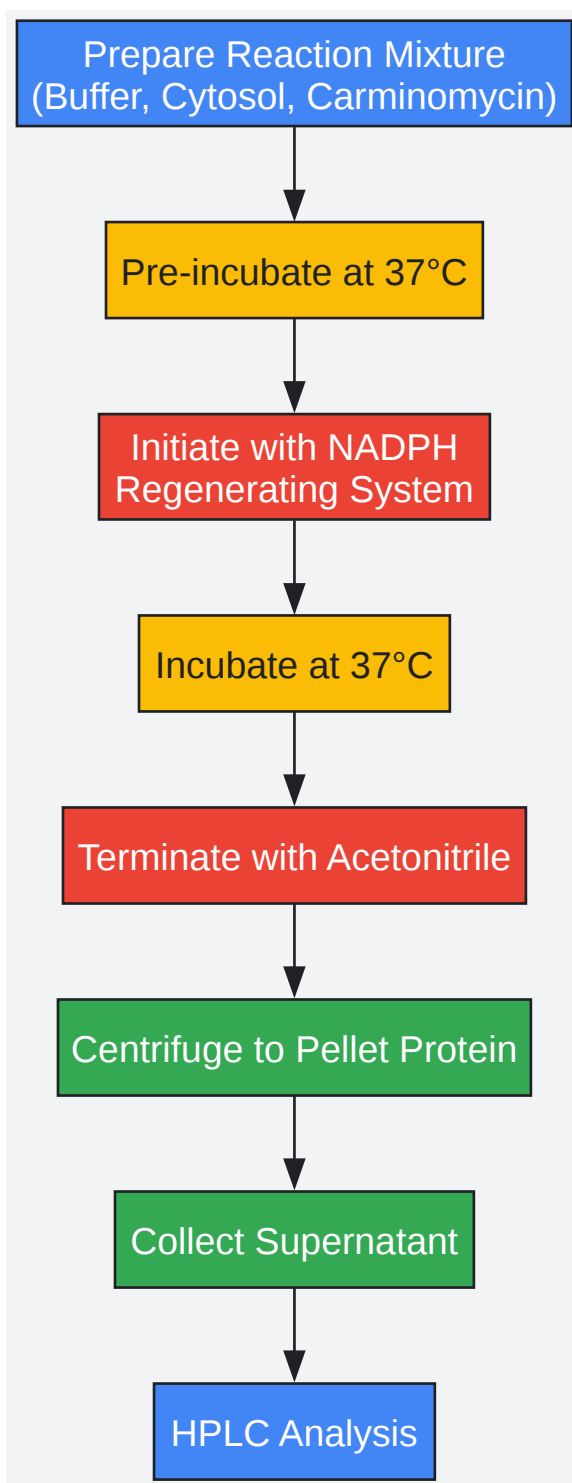 Prepare Reaction Mixture
(Buffer, Cytosol, Carminomycin)
Pre-incubate at 37°C
Initiate with NADPH
Regenerating System
Incubate at 37°C
Terminate with Acetonitrile
Centrifuge to Pellet Protein
Collect Supernatant
HPLC Analysis